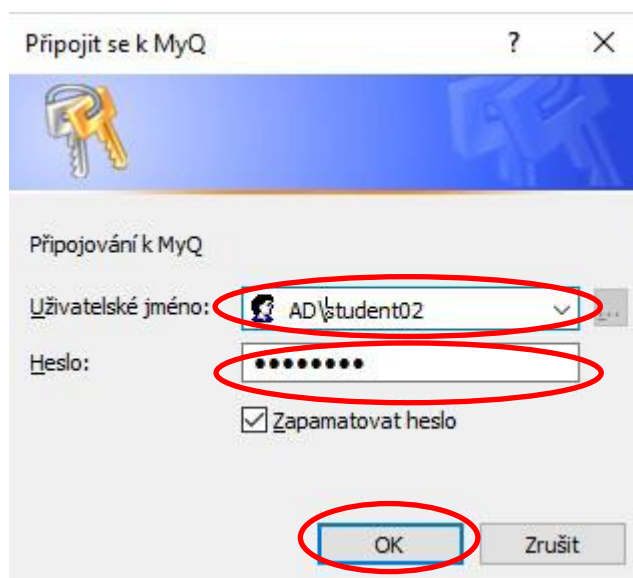 Připojit se k MyQ ?
Připojování k MyQ
Uživatelské jméno: AD\student02 ...
Heslo: ●●●●●●●●
Zapamatovat heslo
OK Zrušit